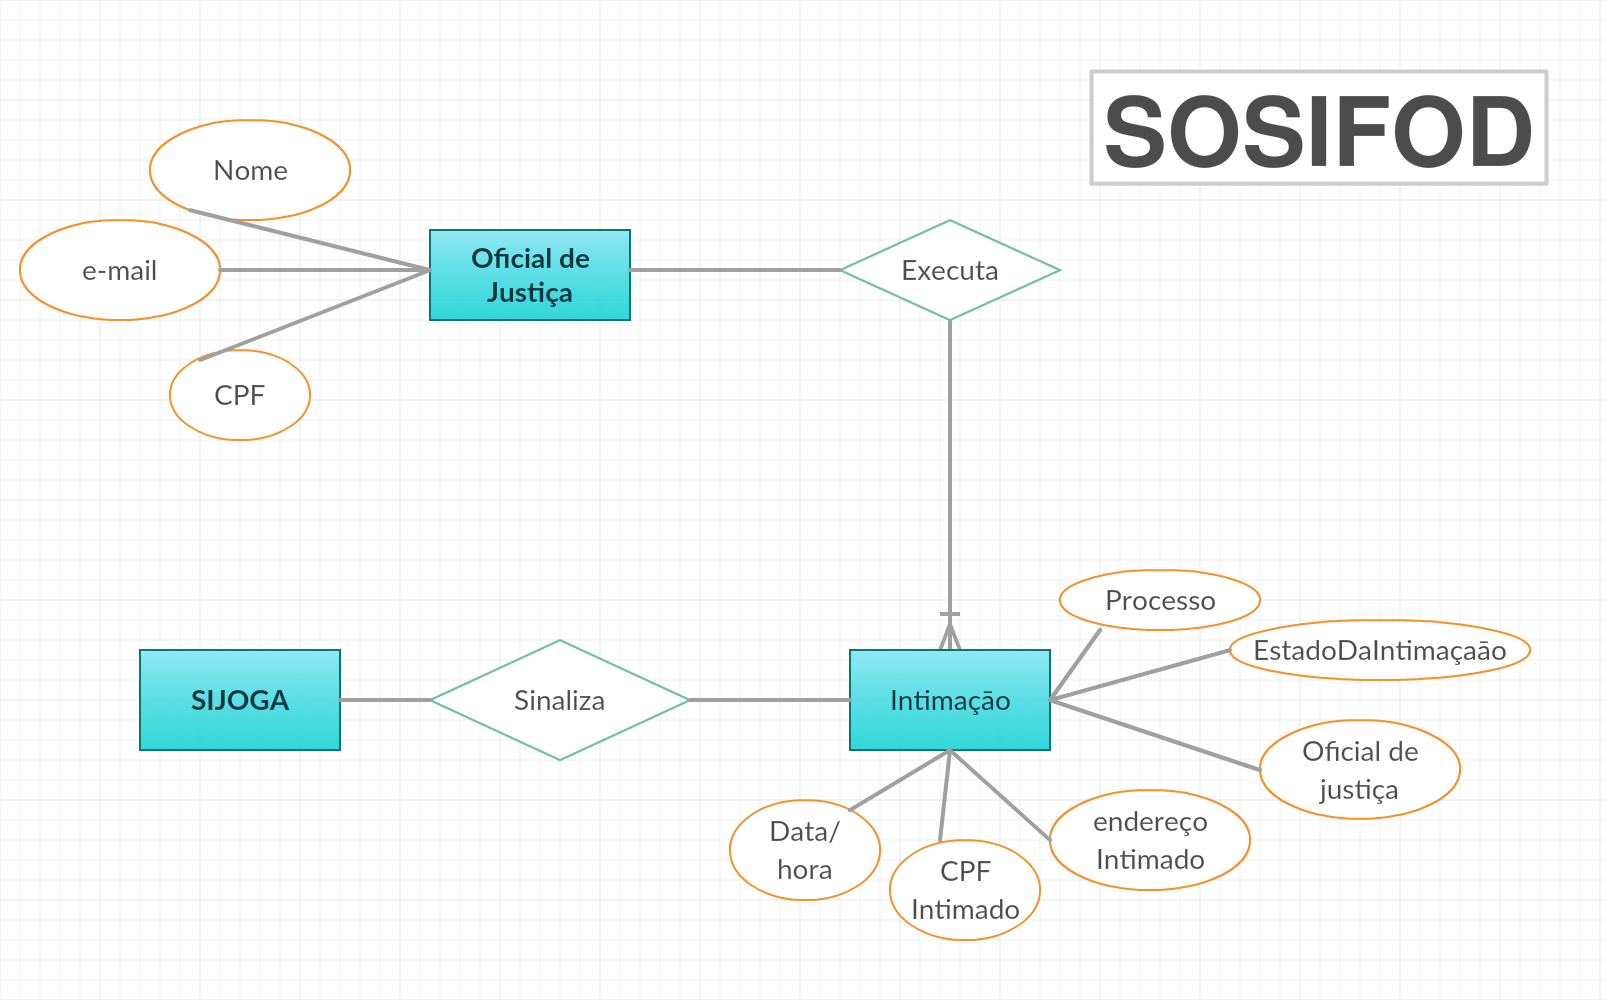 SOSIFOD
Nome
e-mail
CPF
Oficial de
Justiça
Executa
SIJOGA
Sinaliza
Intimação
Processo
EstadoDaIntimaçaão
Oficial de
justiça
endereço
Intimado
CPF
Intimado
Data/
hora